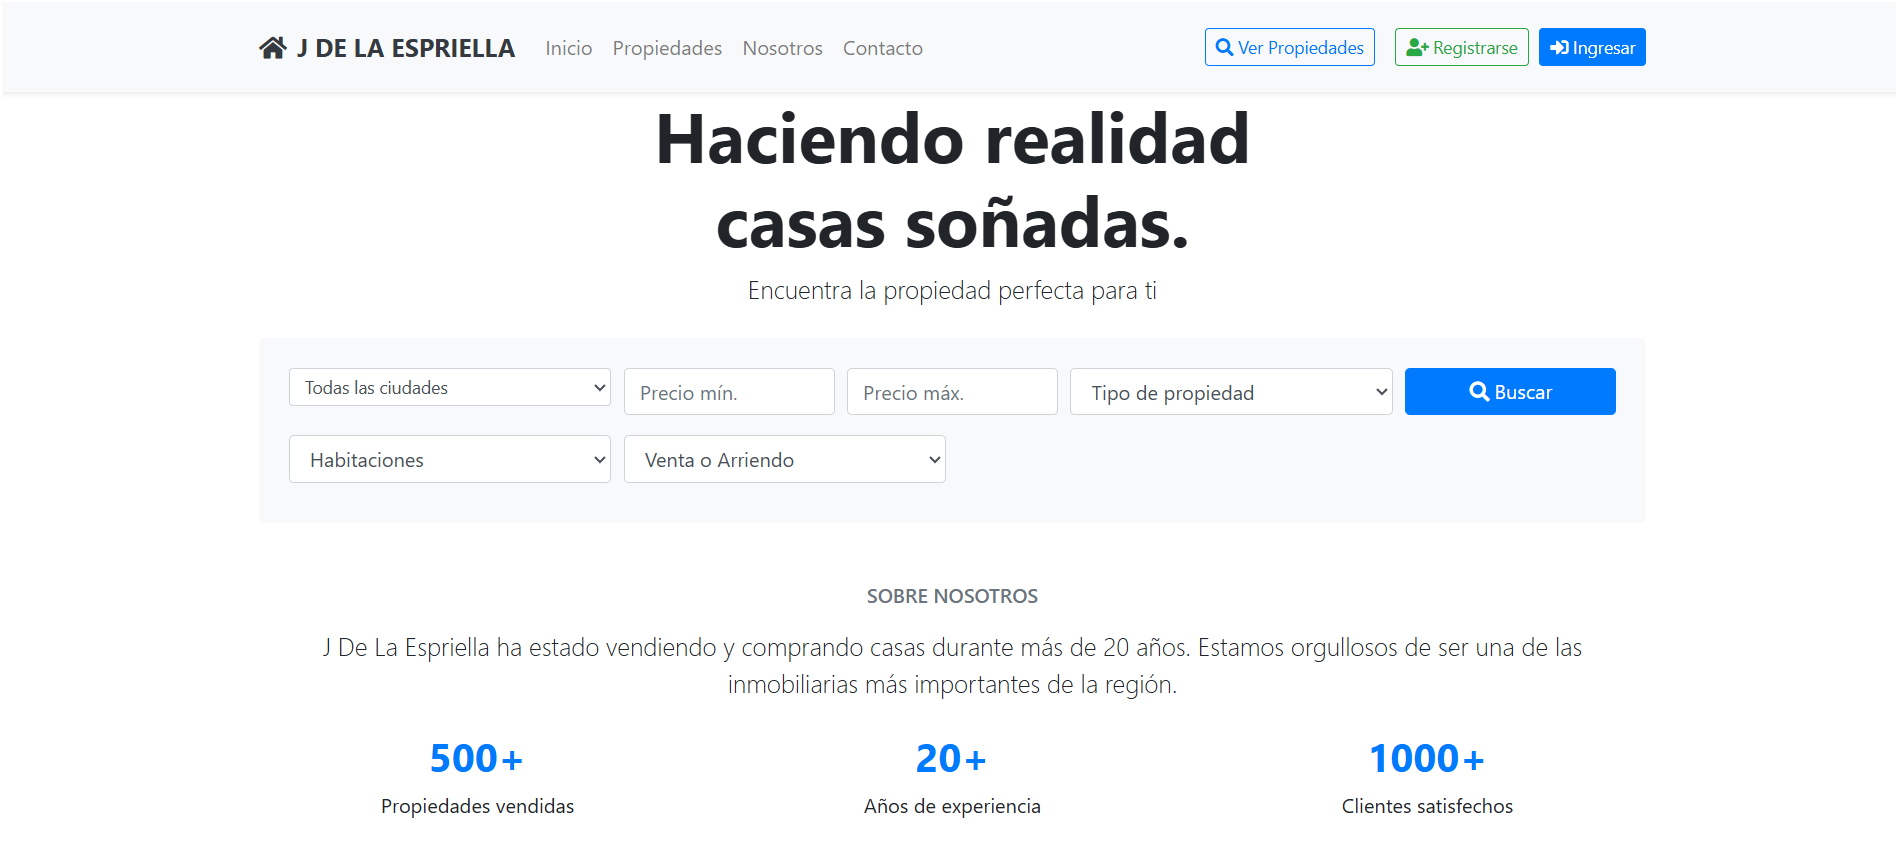 J DE LA ESPRIELLA Inicio Propiedades Nosotros Contacto Ver Propiedades Registrarse Ingresar
Haciendo realidad
casas soñadas.
Encuentra la propiedad perfecta para ti
Todas las ciudades Precio mín. Precio máx. Tipo de propiedad Buscar
Habitaciones Venta o Arriendo
SOBRE NOSOTROS
J De La Espriella ha estado vendiendo y comprando casas durante más de 20 años. Estamos orgullosos de ser una de las
inmobiliarias más importantes de la región.
500+ 20+ 1000+
Propiedades vendidas Años de experiencia Clientes satisfechos